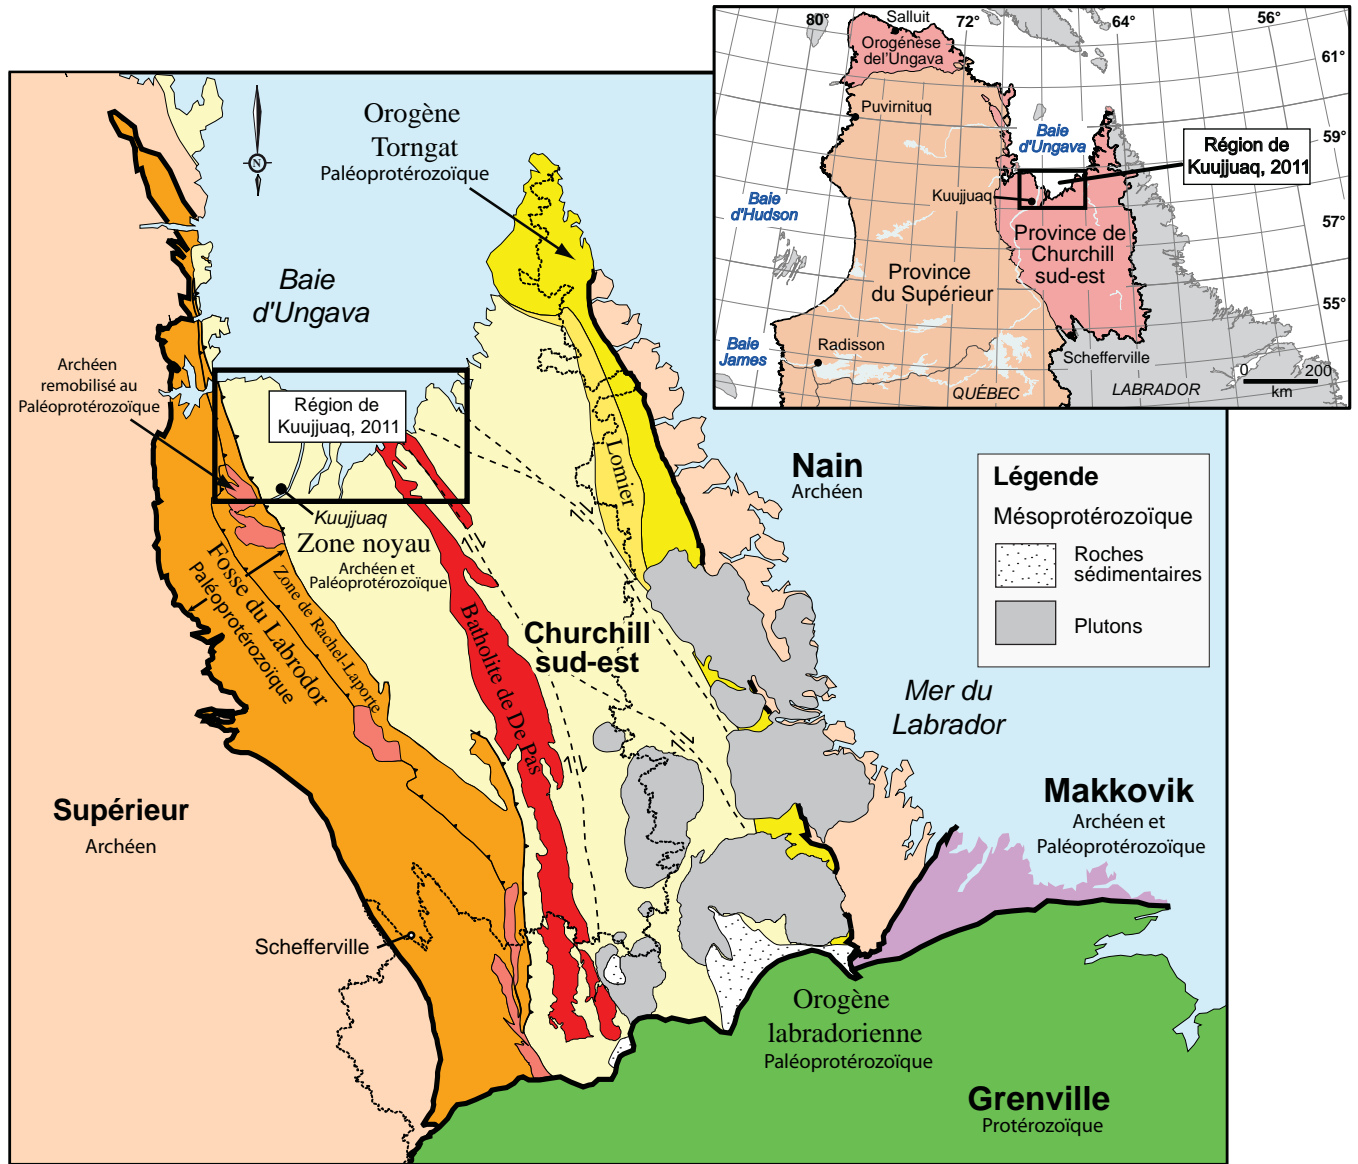 80°
Salluit
72°
64°
56°
Orogénèse
del'Ungava
61°
Puvirnituq
Baie
d'Ungava
59°
Région de
Kuujjuaq, 2011
Kuujjuaq
Baie
d'Hudson
57°
Province de
Churchill
sud-est
Province
du Supérieur
55°
Baie
James
Radisson
Schefferville
0 200
km
QUÉBEC
LABRADOR
N
Orogène
Torngat
Paléoprotérozoïque
Baie
d'Ungava
Archéen
remobilisé au
Paléoprotérozoïque
Région de
Kuujjuaq, 2011
Lomier
Nain
Archéen
Légende
Mésoprotérozoïque
Roches
sédimentaires
Plutons
Kuujjuaq
Zone noyau
Archéen et
Paléoprotérozoïque
Fosse du Labrodor
Paléoprotérozoïque
Zone de Rachel-Laporte
Batholite de De Pas
Churchill
sud-est
Mer du
Labrador
Supérieur
Archéen
Makkovik
Archéen et
Paléoprotérozoïque
Schefferville
Orogène
labradorienne
Paléoprotérozoïque
Grenville
Protérozoïque